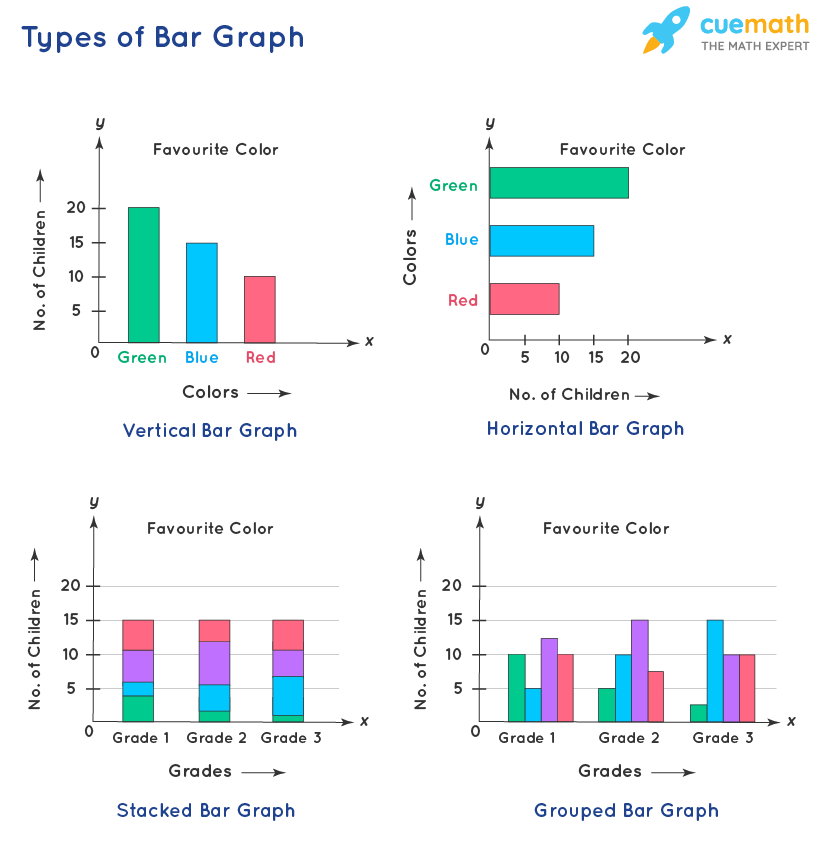 Types of Bar Graph
cuemath
THE MATH EXPERT
y
Favourite Color
No. of Children
20
15
10
5
0
x
Green Blue Red
Colors
Vertical Bar Graph
y
Favourite Color
Colors
Green
Blue
Red
0
x
5 10 15 20
No. of Children
Horizontal Bar Graph
y
Favourite Color
No. of Children
20
15
10
5
0
x
Grade 1 Grade 2 Grade 3
Grades
Stacked Bar Graph
y
Favourite Color
No. of Children
20
15
10
5
0
x
Grade 1 Grade 2 Grade 3
Grades
Grouped Bar Graph